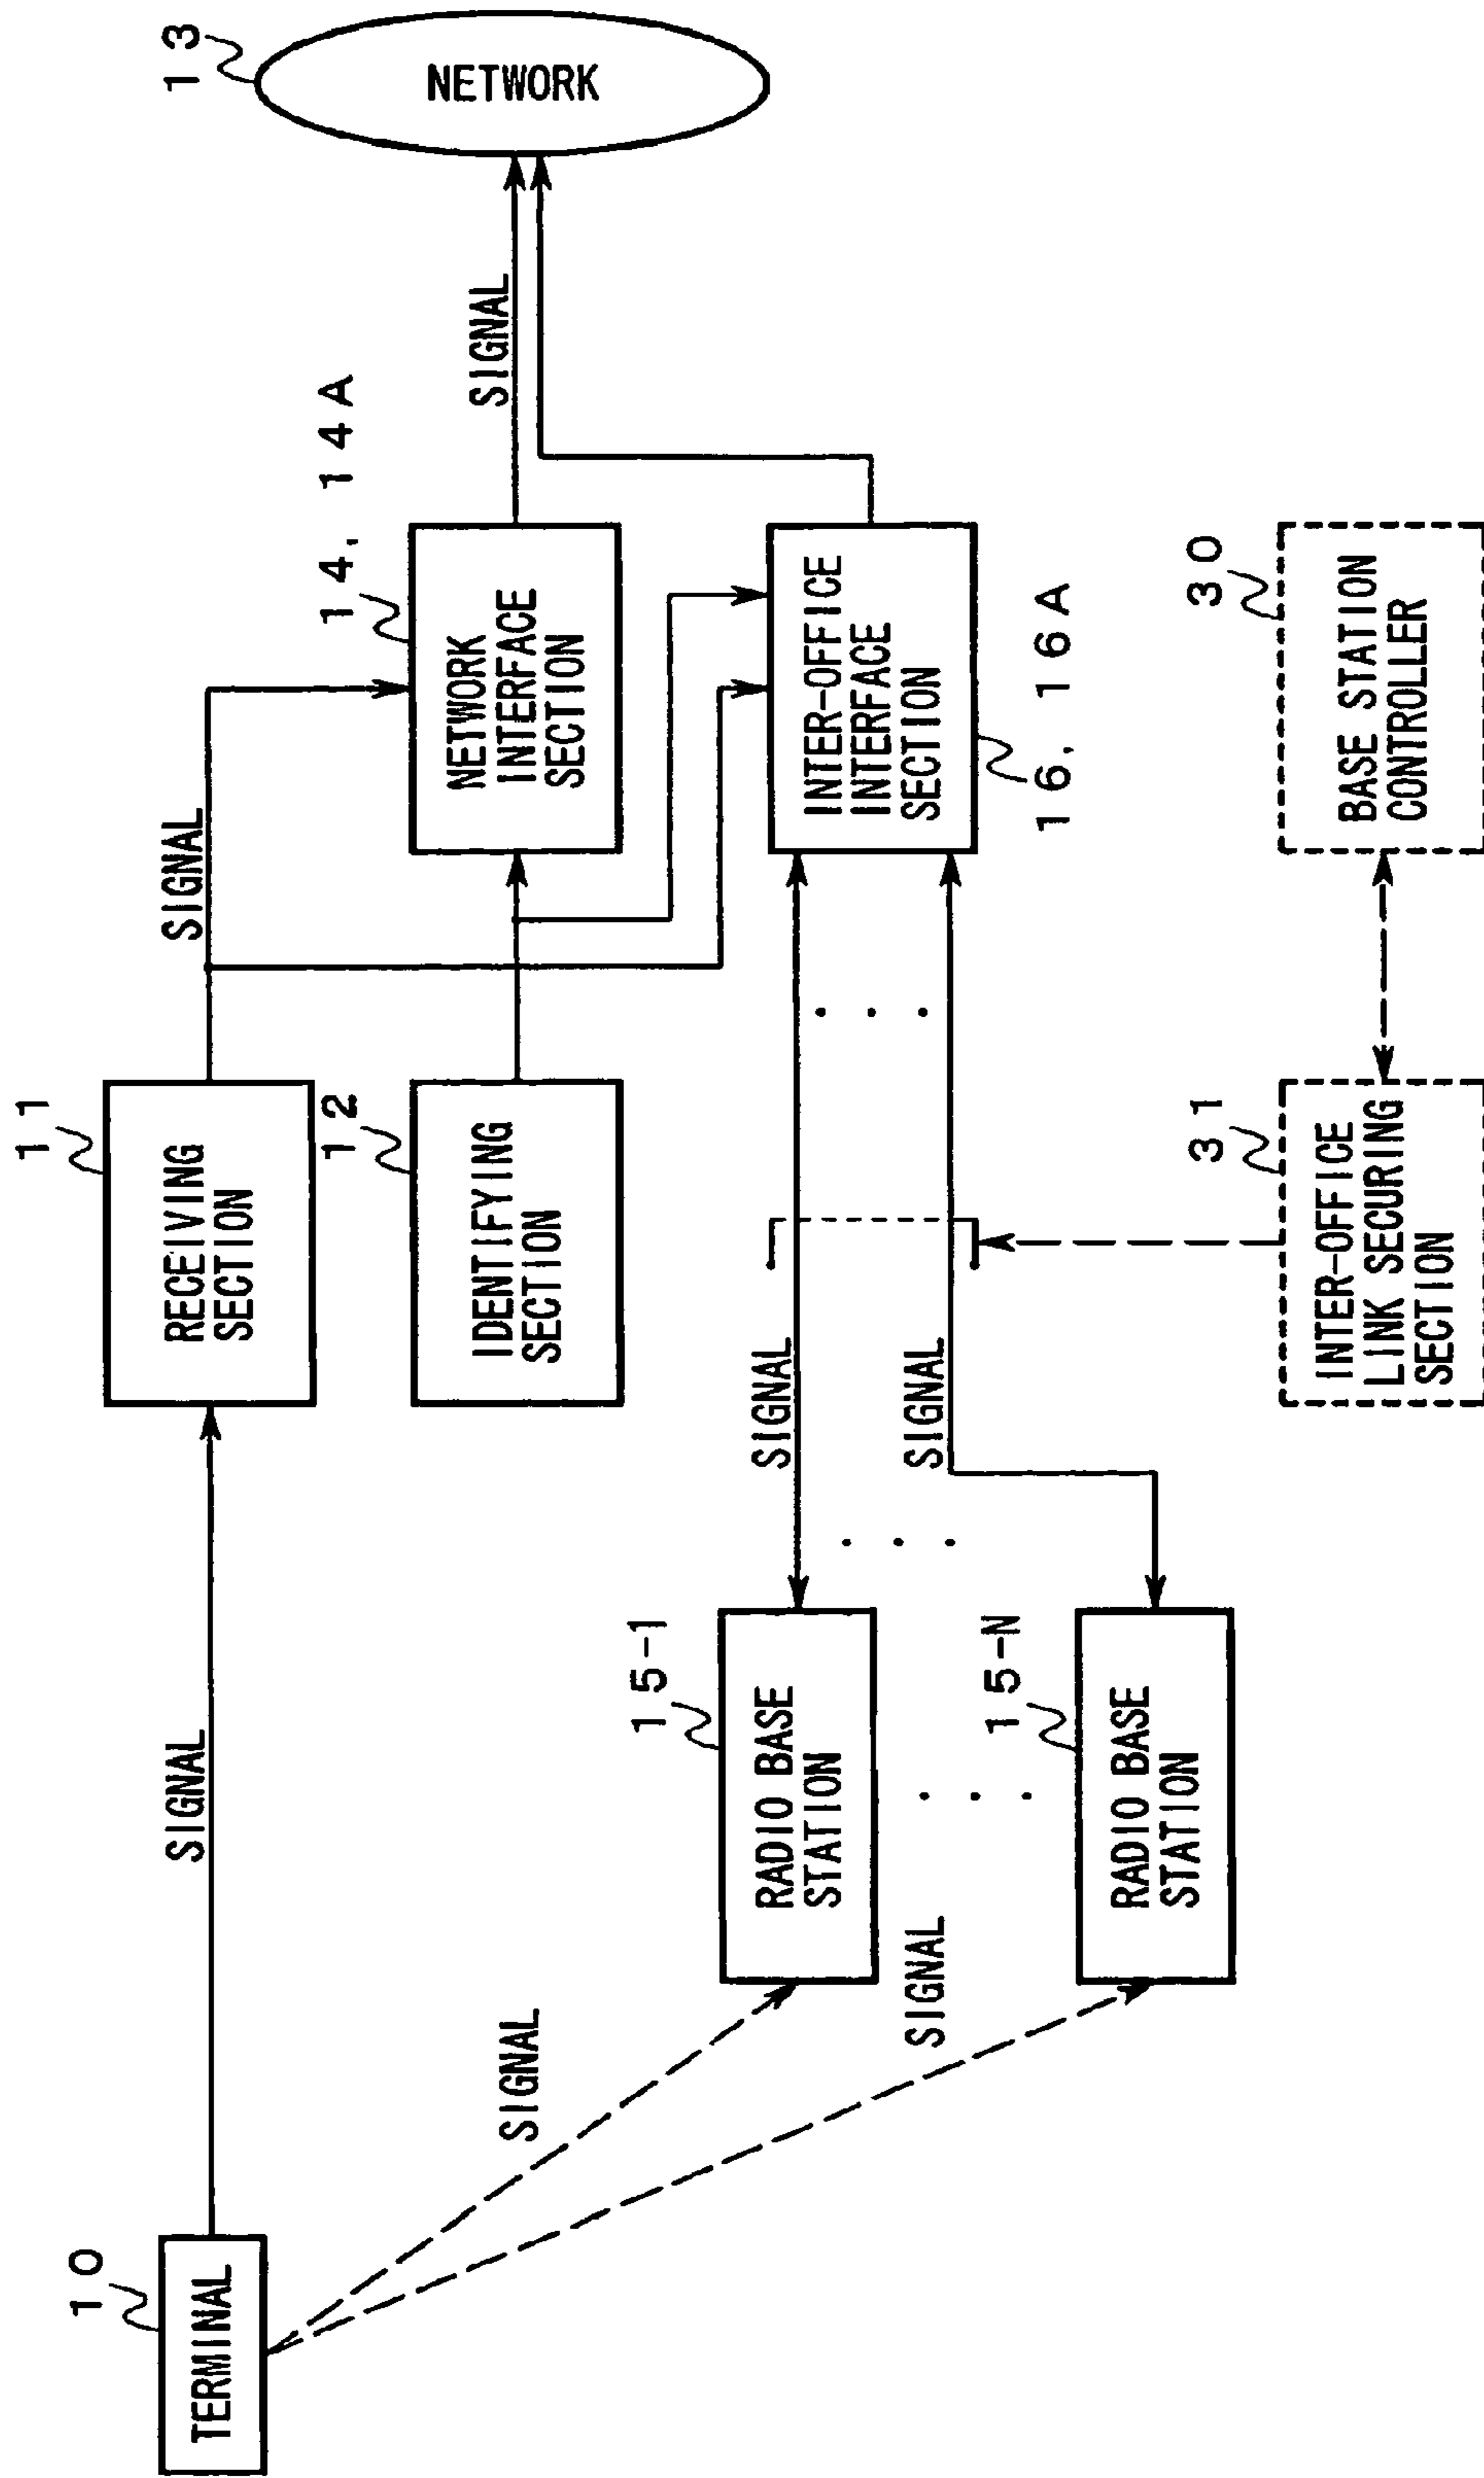 10
TERMINAL
SIGNAL
11
RECEIVING
SECTION
SIGNAL
12
IDENTIFYING
SECTION
14, 14A
NETWORK
INTERFACE
SECTION
SIGNAL
13
NETWORK
SIGNAL
SIGNAL
15-1
RADIO BASE
STATION
15-N
RADIO BASE
STATION
SIGNAL
SIGNAL
INTER-OFFICE
INTERFACE
SECTION
16, 16A
31
INTER-OFFICE
LINK SECURING
SECTION
30
BASE STATION
CONTROLLER